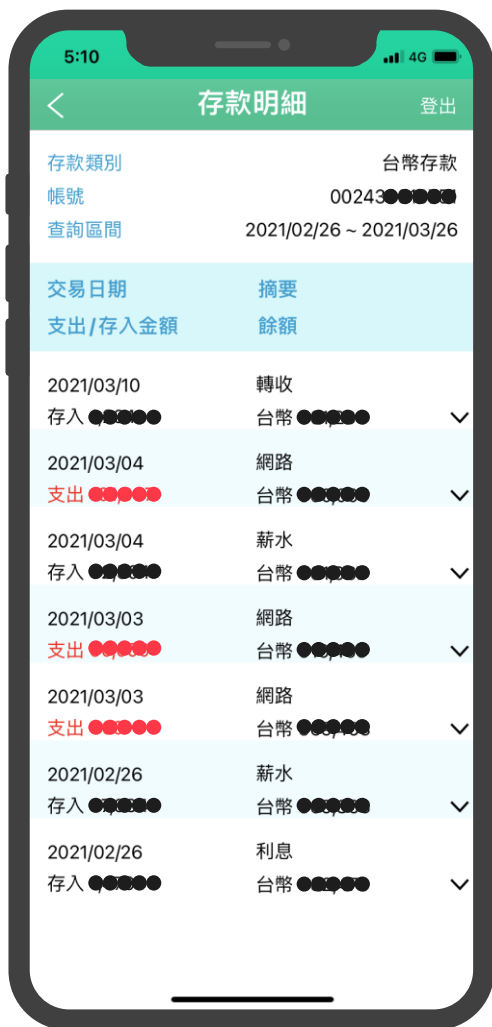 5:10 4G
存款明細 登出
存款類別 台幣存款
帳號 00243
查詢區間 2021/02/26 ~ 2021/03/26
交易日期 摘要
支出/存入金額 餘額
2021/03/10 轉收
存入 台幣
2021/03/04 網路
支出 台幣
2021/03/04 薪水
存入 台幣
2021/03/03 網路
支出 台幣
2021/03/03 網路
支出 台幣
2021/02/26 薪水
存入 台幣
2021/02/26 利息
存入 台幣